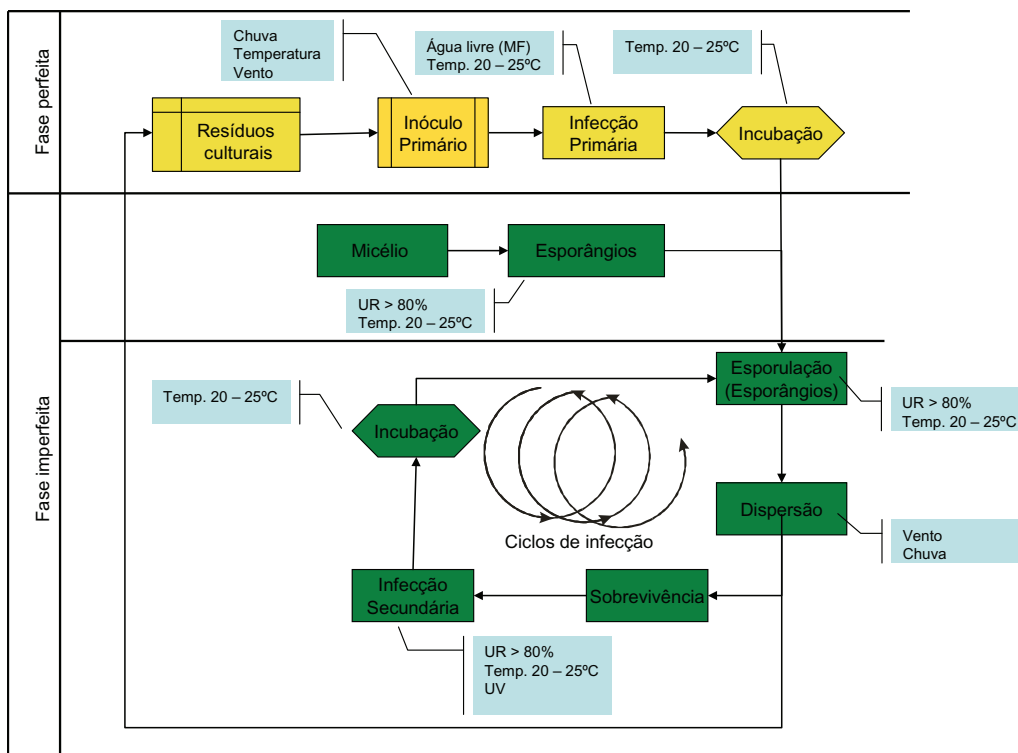 Fase perfeita
Chuva
Temperatura
Vento
Água livre (MF)
Temp. 20 – 25ºC
Temp. 20 – 25ºC
Resíduos
culturais
Inóculo
Primário
Infecção
Primária
Incubação
Micélio
Esporângios
UR > 80%
Temp. 20 – 25ºC
Fase imperfeita
Temp. 20 – 25ºC
Incubação
Esporulação
(Esporângios)
UR > 80%
Temp. 20 – 25ºC
Ciclos de infecção
Dispersão
Vento
Chuva
Infecção
Secundária
Sobrevivência
UR > 80%
Temp. 20 – 25ºC
UV